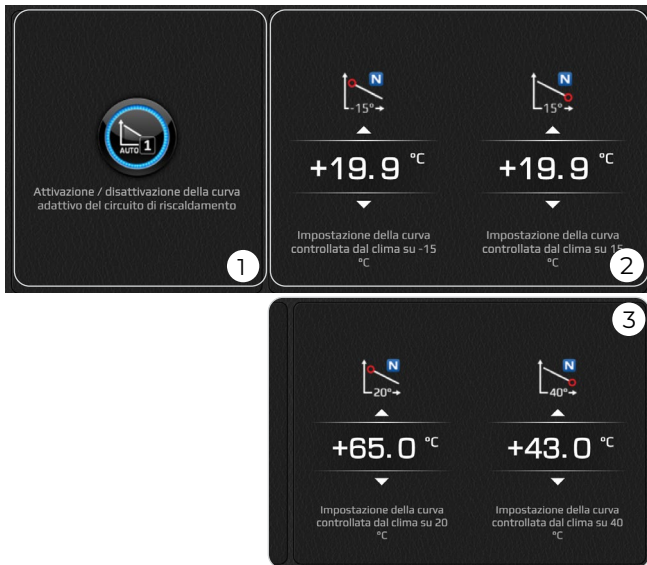 AUTO 1
Attivazione / disattivazione della curva
adattivo del circuito di riscaldamento
1
N
-15°
+19.9 °C
Impostazione della curva
controllata dal clima su -15
°C
N
15°
+19.9 °C
Impostazione della curva
controllata dal clima su 15
°C
2
3
N
20°
+65.0 °C
Impostazione della curva
controllata dal clima su 20
°C
N
40°
+43.0 °C
Impostazione della curva
controllata dal clima su 40
°C